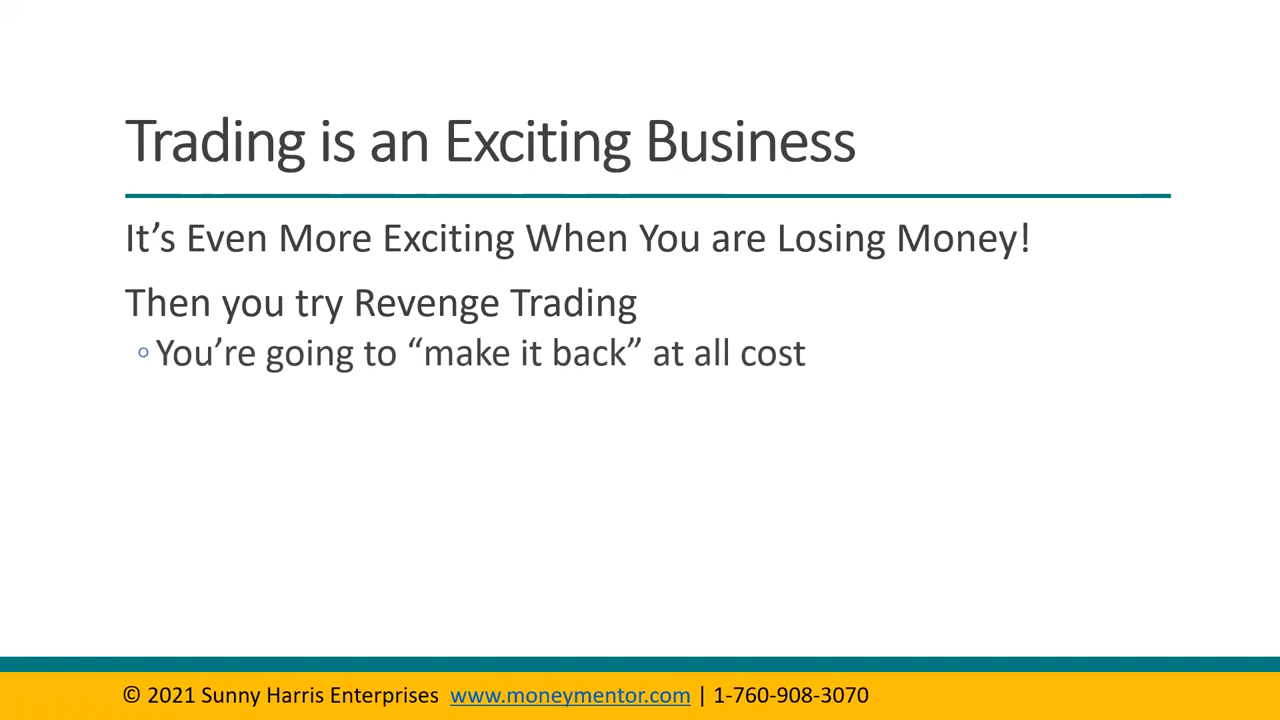 Trading is an Exciting Business
It’s Even More Exciting When You are Losing Money!
Then you try Revenge Trading
◦ You’re going to “make it back” at all cost
© 2021 Sunny Harris Enterprises www.moneymentor.com | 1-760-908-3070